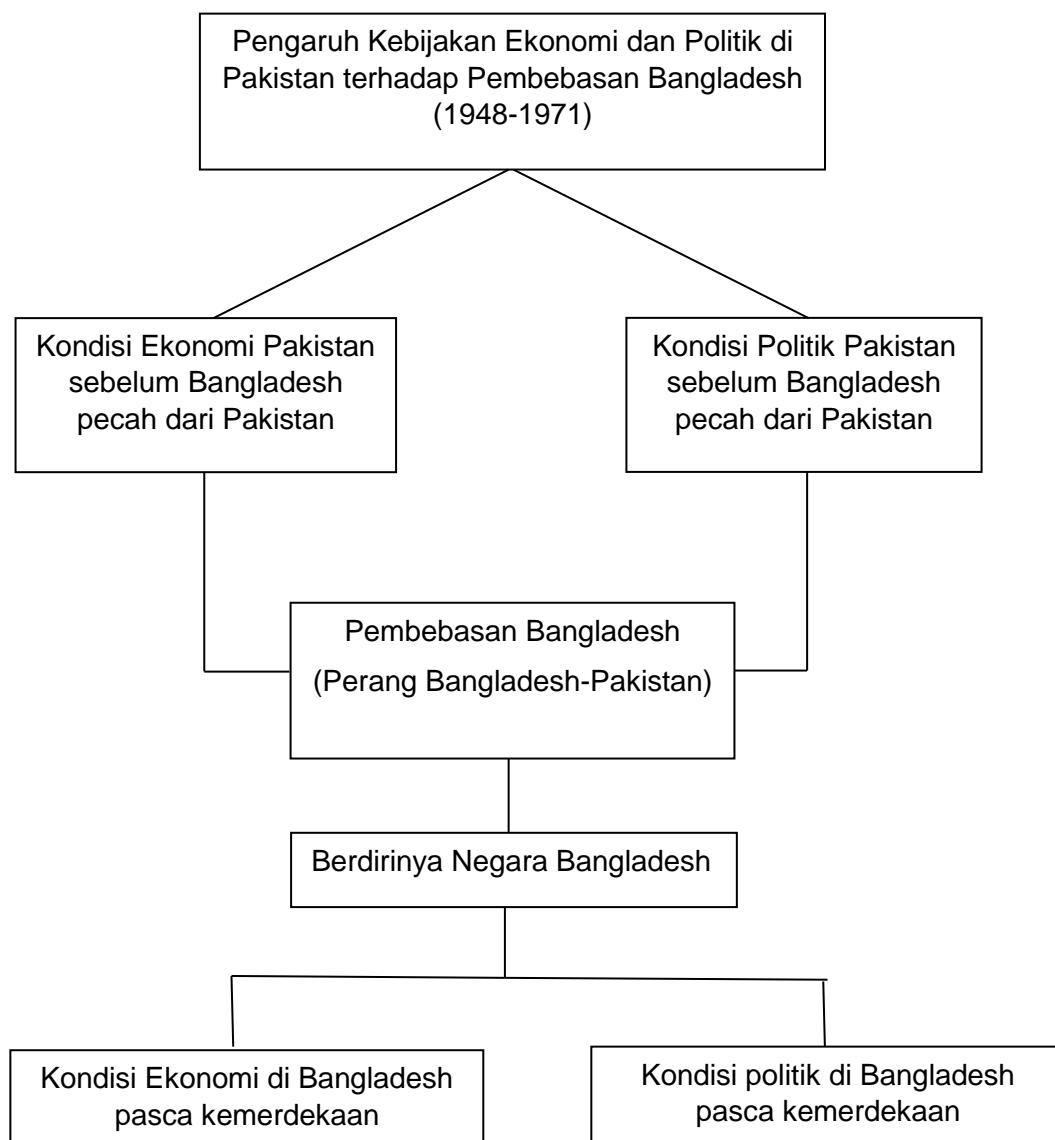 Pengaruh Kebijakan Ekonomi dan Politik di
Pakistan terhadap Pembebasan Bangladesh
(1948-1971)
Kondisi Ekonomi Pakistan
sebelum Bangladesh
pecah dari Pakistan
Kondisi Politik Pakistan
sebelum Bangladesh
pecah dari Pakistan
Pembebasan Bangladesh
(Perang Bangladesh-Pakistan)
Berdirinya Negara Bangladesh
Kondisi Ekonomi di Bangladesh
pasca kemerdekaan
Kondisi politik di Bangladesh
pasca kemerdekaan